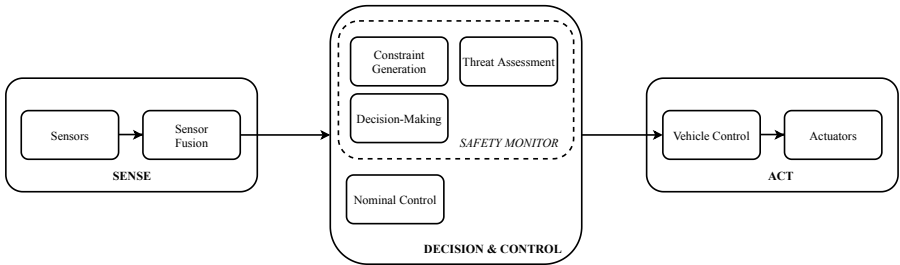 Sensors
Sensor
Fusion
SENSE
Constraint
Generation
Threat Assessment
Decision-Making
SAFETY MONITOR
Nominal Control
DECISION & CONTROL
Vehicle Control
Actuators
ACT